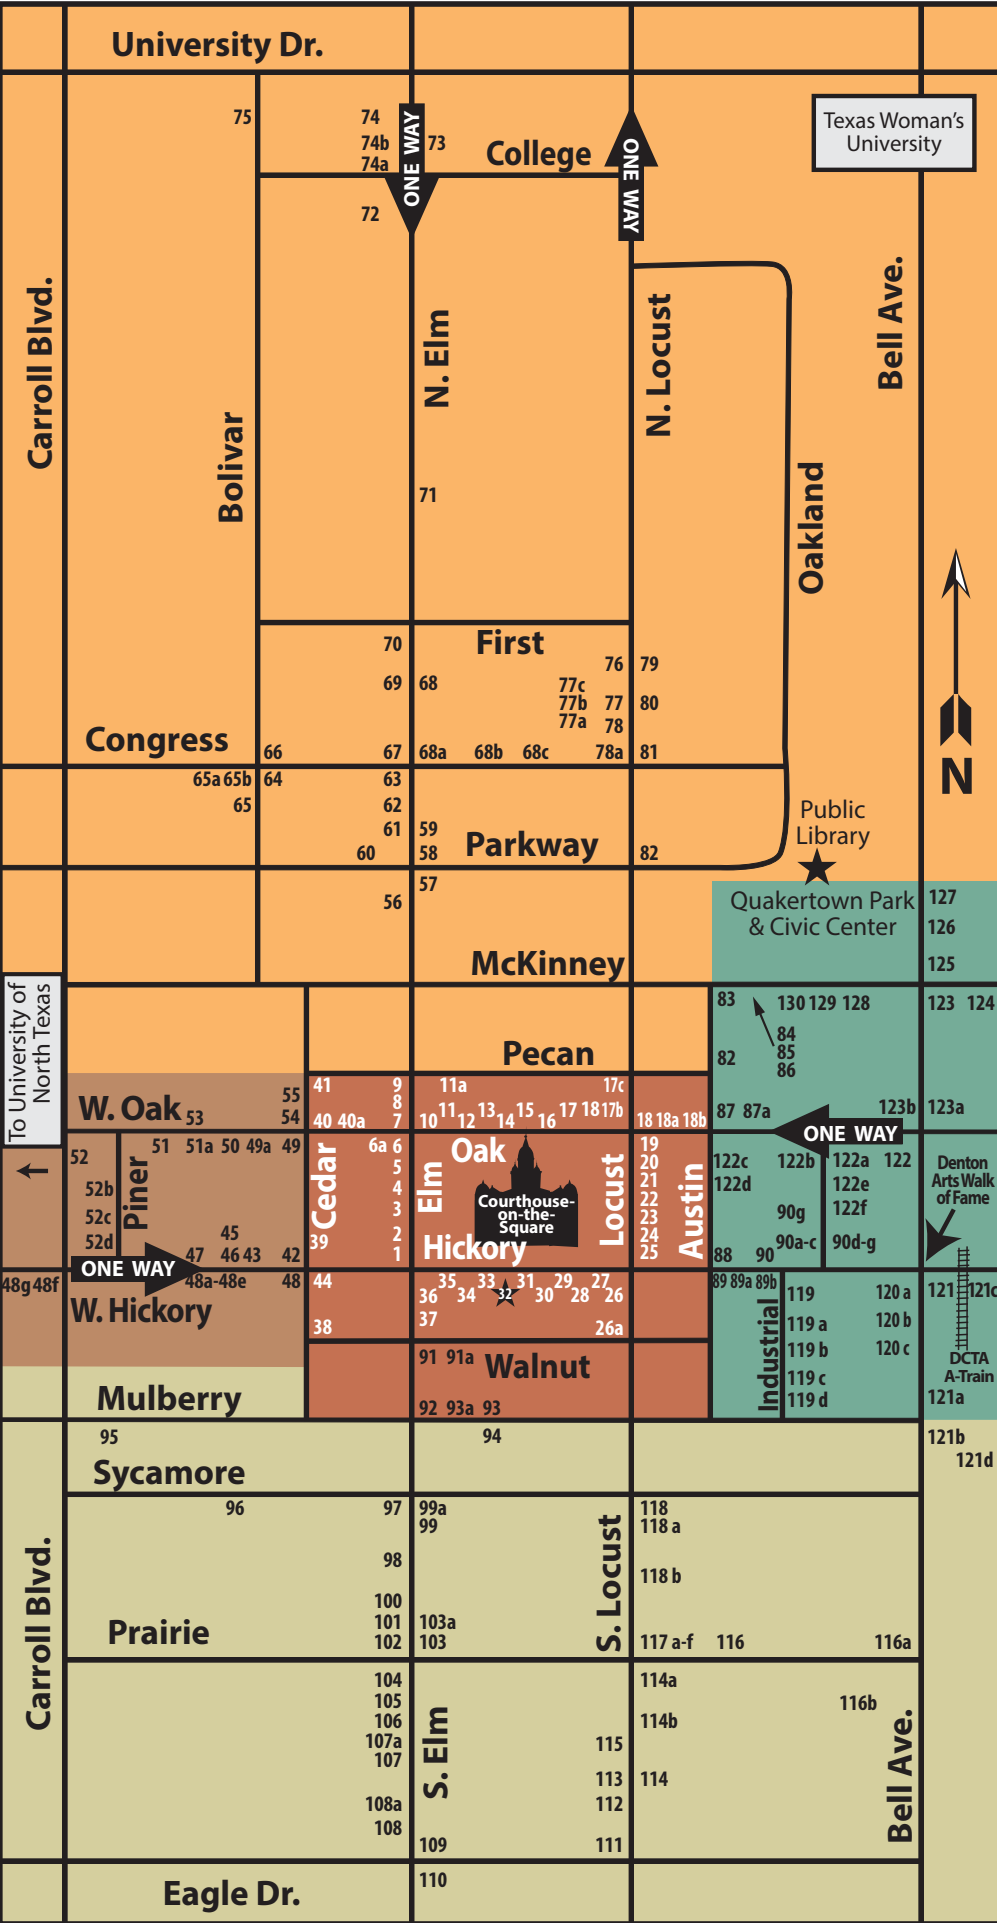 University Dr.
75
74
74b
74a
73
ONE WAY
College
ONE WAY
Texas Woman's
University
72
Carroll Blvd.
Bolivar
N. Elm
N. Locust
Oakland
Bell Ave.
71
First
70
76 79
69 68
77c
77b 77 80
77a 78
Congress
66 67 68a 68b 68c 78a 81
65a 65b 64 63
65 62
61 59
60 58
Parkway
82
Public
Library
N
57
56
Quakertown Park
& Civic Center
127
126
125
McKinney
To University of
North Texas
83
130 129 128
123 124
84
85
86
Pecan
82
41 9
8
11a 17c
W. Oak
55
53 54
40 40a 7
10 11 12 13 14 15 16 17 18 17b
18 18a 18b
87 87a
123b 123a
ONE WAY
52
Piner
51 51a 50 49a 49
52b
52c
52d
45
47 46 43 42
ONE WAY
Cedar
39
6a 6
5
4
3
2
1
Elm
Oak
Courthouse-
on-the-
Square
Hickory
Locust
19
20
21
22
23
24
25
Austin
122c 122b
122d
122a 122
122e
122f
90g
90a-c 90d-g
88 90
Denton
Arts Walk
of Fame
48g 48f
48a-48e 48
W. Hickory
44
38
35 33 31 29 27
36 34 32 30 28 26
37
26a
89 89a 89b
Industrial
119
119 a
119 b
119 c
119 d
120 a
120 b
120 c
121 121c
DCTA
A-Train
121a
91 91a
Walnut
92 93a 93
Mulberry
95
94
121b
121d
Sycamore
96 97 99a
99
118
118 a
98
118 b
100
101 103a
102 103
Prairie
S. Locust
117 a-f 116 116a
Carroll Blvd.
104
105
106
107a
107
108a
108
S. Elm
109
114a
114b
115
113 114
112
111
116b
Bell Ave.
Eagle Dr.
110